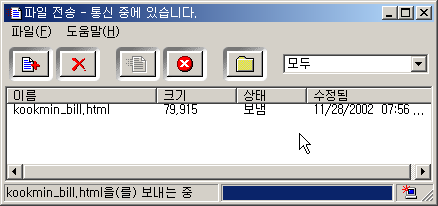 파일 전송 - 통신 중에 있습니다.
파일(F) 도움말(H)
모두
이름 크기 상태 수정됨
kookmin_bill.html 79,915 보냄 11/28/2002 07:56 ...
kookmin_bill.html을(를) 보내는 중